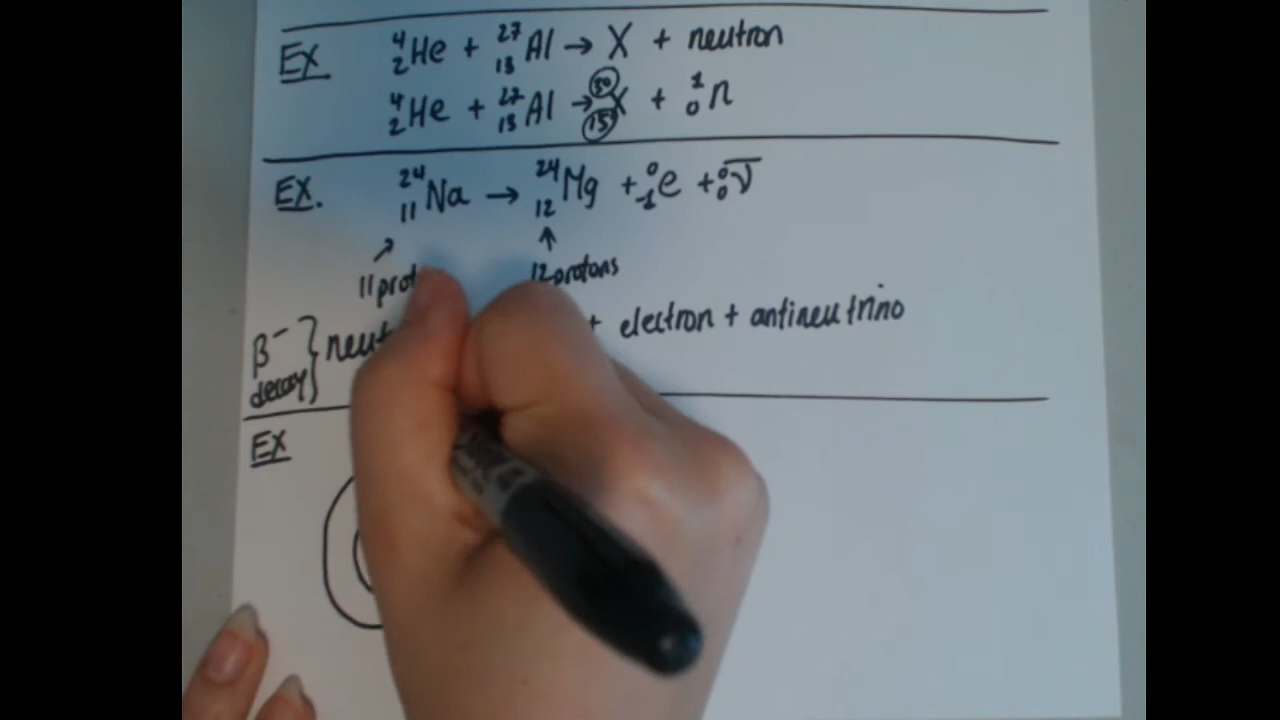 EX ⁴₂He + ²⁷₁₃Al → X + neutron
⁴₂He + ²⁷₁₃Al → ³⁰₁₅X + ¹₀n
EX. ²⁴₁₁Na → ²⁴₁₂Mg + ⁰₋₁e + ⁰₀ν̅
11 12 protons
β⁻ decay + electron + antineutrino
EX